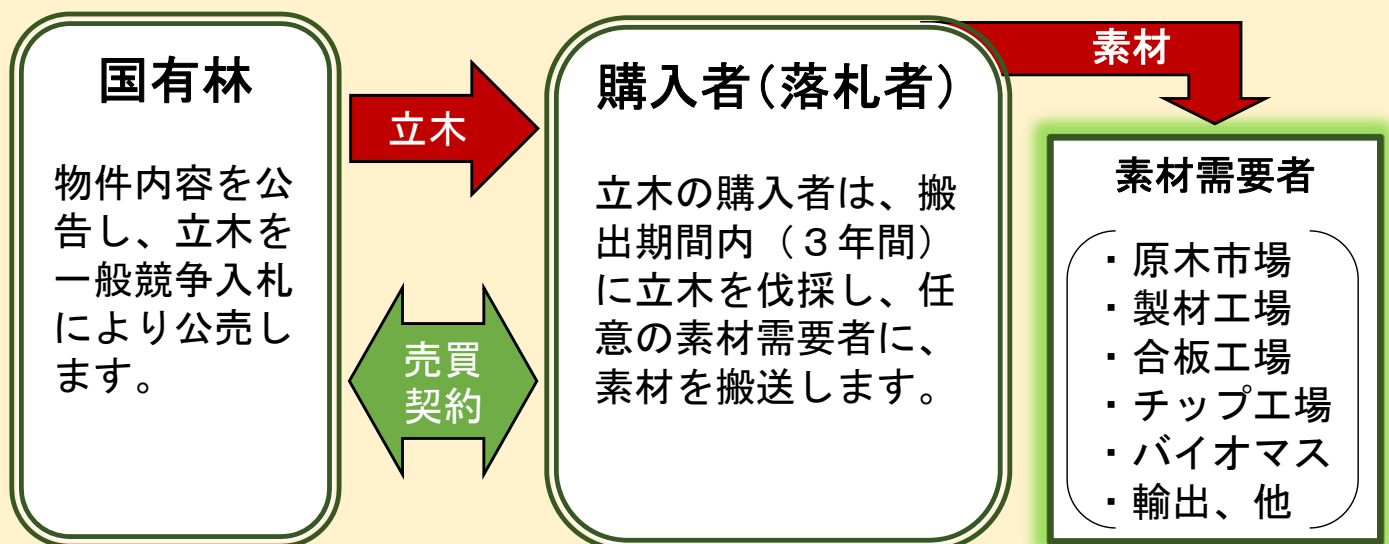 国有林
物件内容を公
告し、立木を
一般競争入札
により公売し
ます。
立木
売買
契約
購入者(落札者)
立木の購入者は、搬
出期間内(3年間)
に立木を伐採し、任
意の素材需要者に、
素材を搬送します。
素材
素材需要者
・原木市場
・製材工場
・合板工場
・チップ工場
・バイオマス
・輸出、他